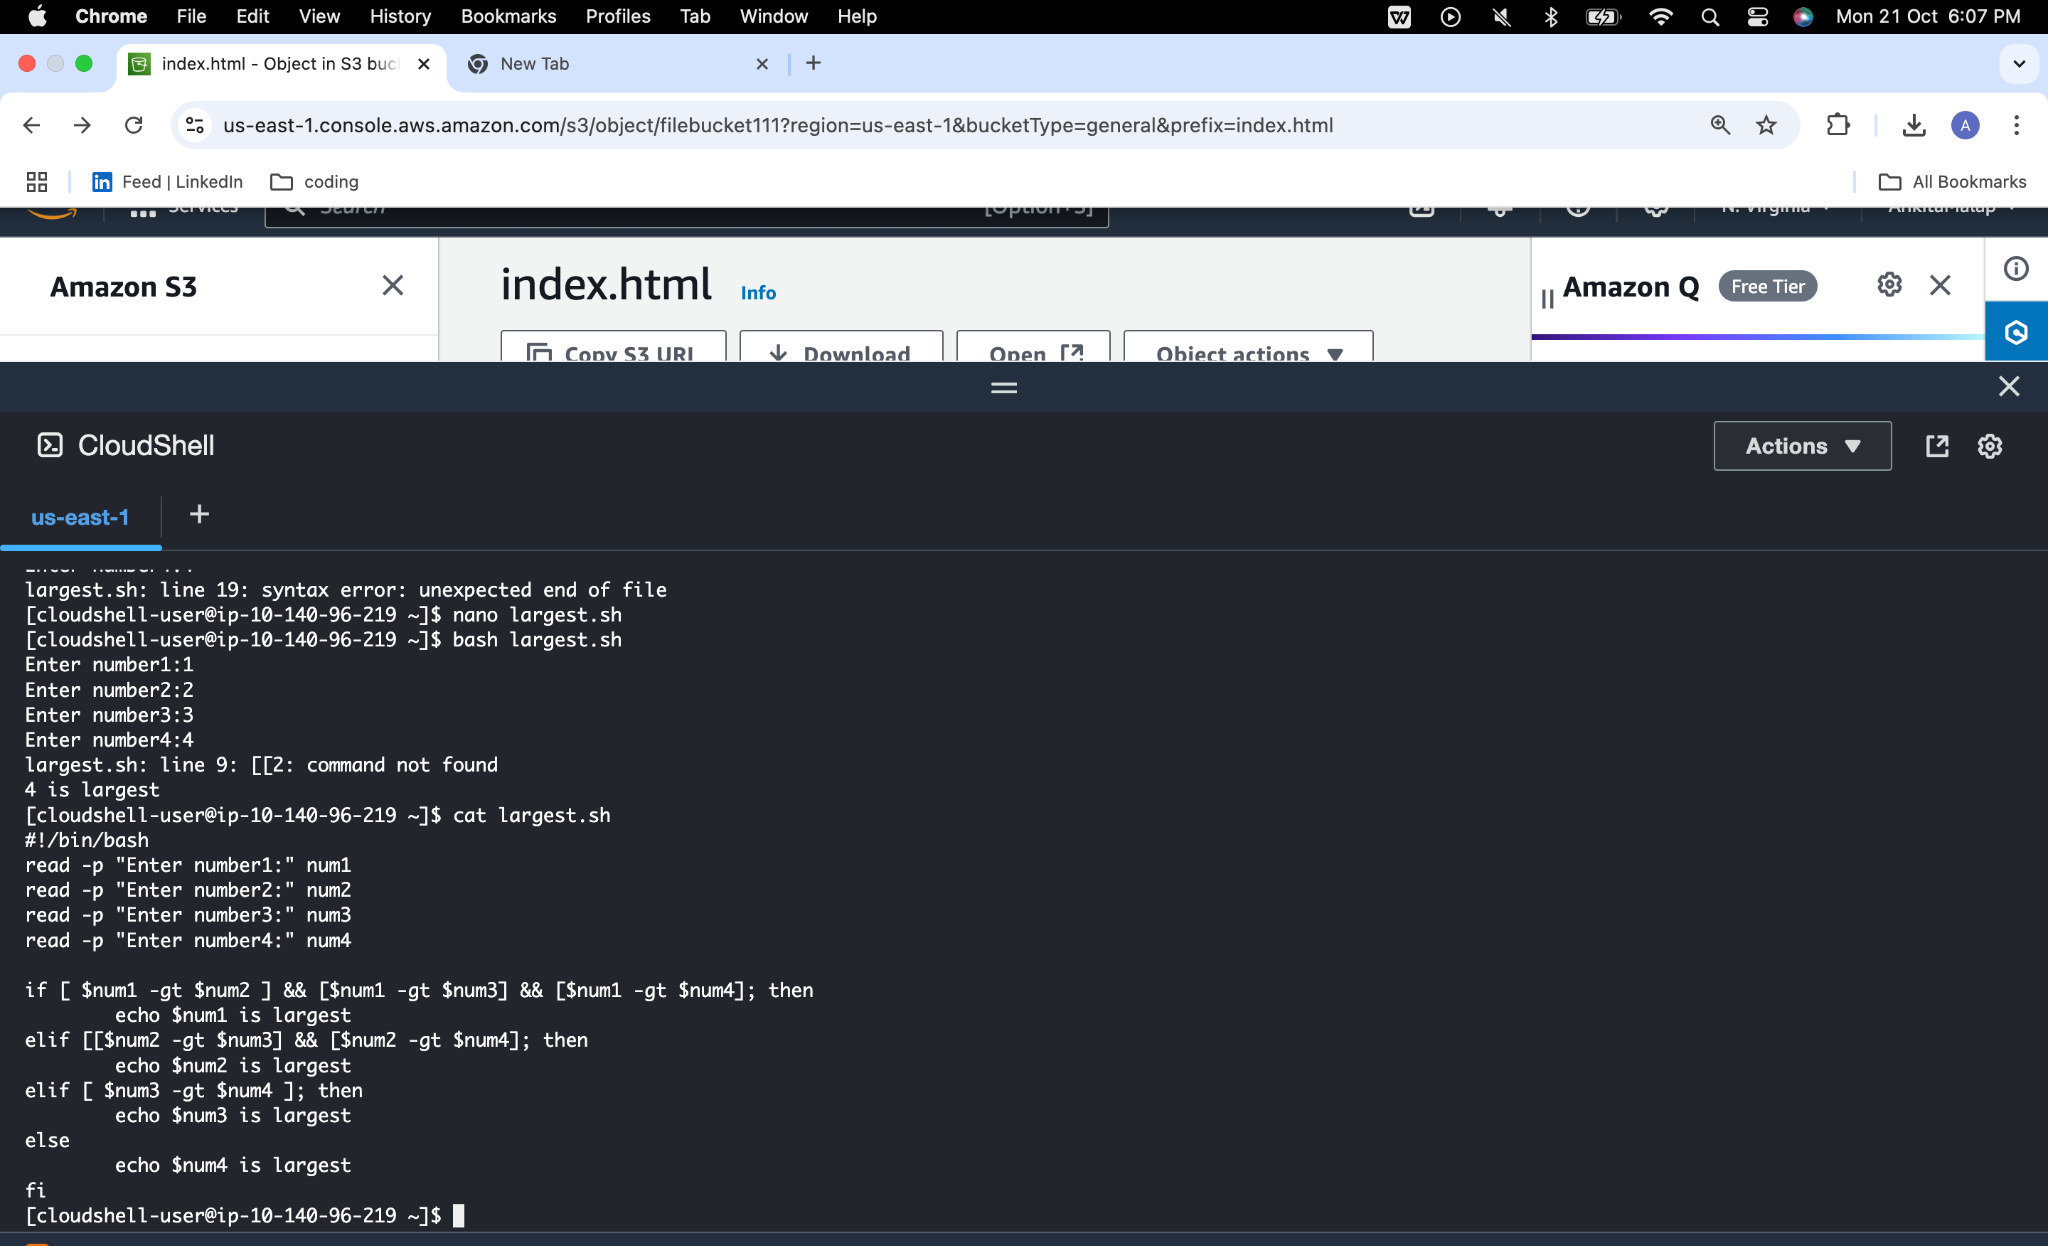 Chrome File Edit View History Bookmarks Profiles Tab Window Help Mon 21 Oct 6:07 PM
index.html - Object in S3 buc New Tab
us-east-1.console.aws.amazon.com/s3/object/filebucket111?region=us-east-1&bucketType=general&prefix=index.html A
in Feed | LinkedIn coding All Bookmarks
Services Search [Option+S] N. Virginia
Amazon S3 index.html Info Amazon Q Free Tier
Copy S3 URI Download Open Object actions
CloudShell Actions
us-east-1 +
largest.sh: line 19: syntax error: unexpected end of file
[cloudshell-user@ip-10-140-96-219 ~]$ nano largest.sh
[cloudshell-user@ip-10-140-96-219 ~]$ bash largest.sh
Enter number1:1
Enter number2:2
Enter number3:3
Enter number4:4
largest.sh: line 9: [[2: command not found
4 is largest
[cloudshell-user@ip-10-140-96-219 ~]$ cat largest.sh
#!/bin/bash
read -p "Enter number1:" num1
read -p "Enter number2:" num2
read -p "Enter number3:" num3
read -p "Enter number4:" num4
if [ $num1 -gt $num2 ] && [$num1 -gt $num3] && [$num1 -gt $num4]; then
echo $num1 is largest
elif [[$num2 -gt $num3] && [$num2 -gt $num4]; then
echo $num2 is largest
elif [ $num3 -gt $num4 ]; then
echo $num3 is largest
else
echo $num4 is largest
fi
[cloudshell-user@ip-10-140-96-219 ~]$